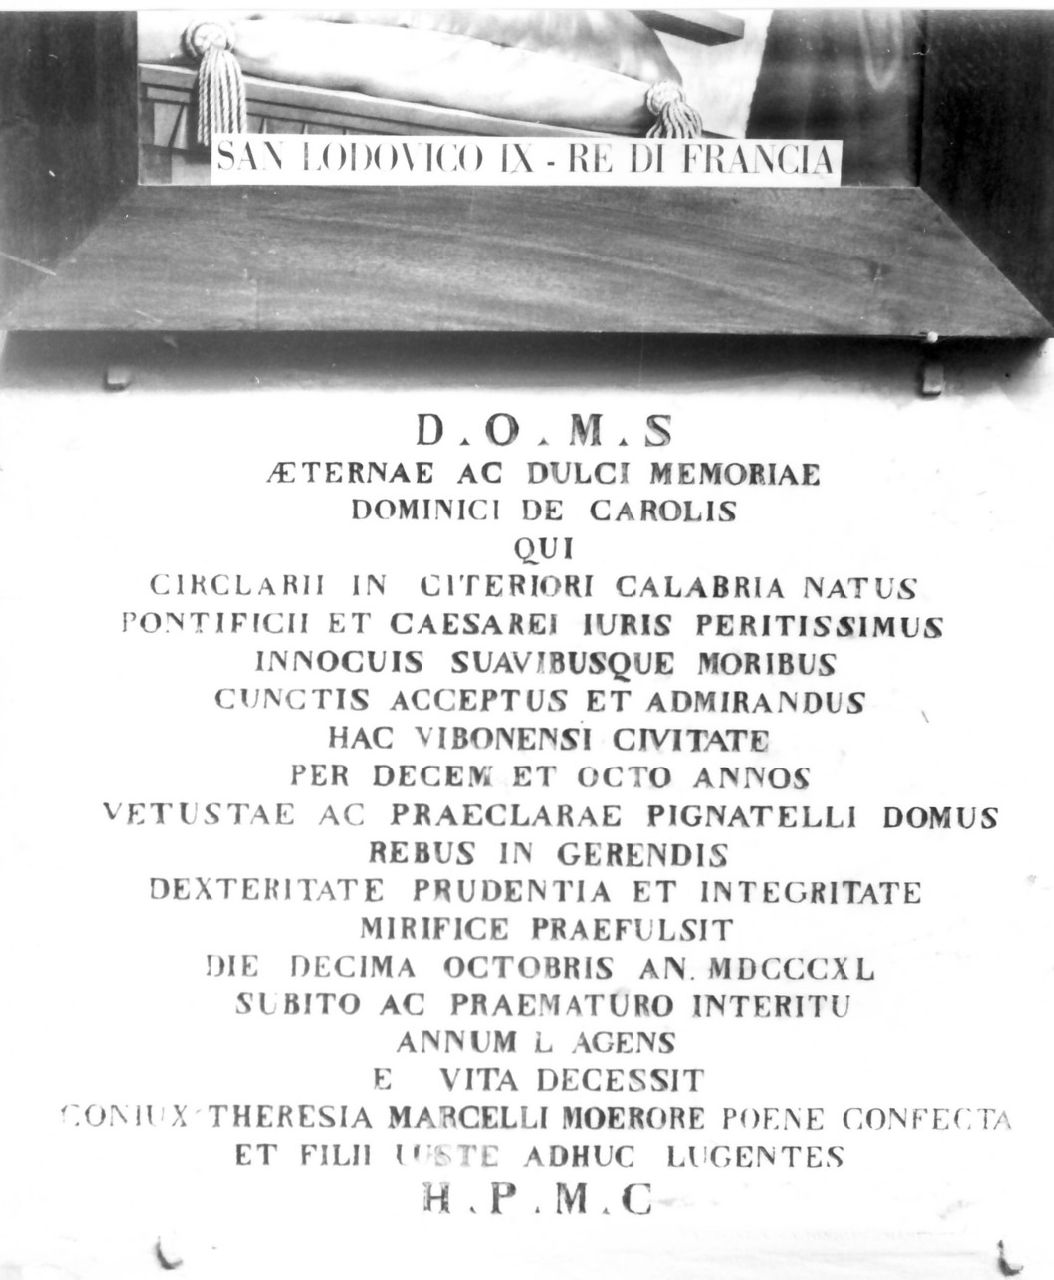 SAN LODOVICO IX - RE DI FRANCIA
D . O . M . S
ÆTERNAE AC DULCI MEMORIAE
DOMINICI DE CAROLIS
QUI
CIRCLARII IN CITERIORI CALABRIA NATUS
PONTIFICII ET CAESAREI IURIS PERITISSIMUS
INNOCUIS SUAVIBUSQUE MORIBUS
CUNCTIS ACCEPTUS ET ADMIRANDUS
HAC VIBONENSI CIVITATE
PER DECEM ET OCTO ANNOS
VETUSTAE AC PRAECLARAE PIGNATELLI DOMUS
REBUS IN GERENDIS
DEXTERITATE PRUDENTIA ET INTEGRITATE
MIRIFICE PRAEFULSIT
DIE DECIMA OCTOBRIS AN. MDCCCXL
SUBITO AC PRAEMATURO INTERITU
ANNUM L AGENS
E VITA DECESSIT
CONIUX THERESIA MARCELLI MOERORE POENE CONFECTA
ET FILII IUSTE ADHUC LUGENTES
H . P . M . C